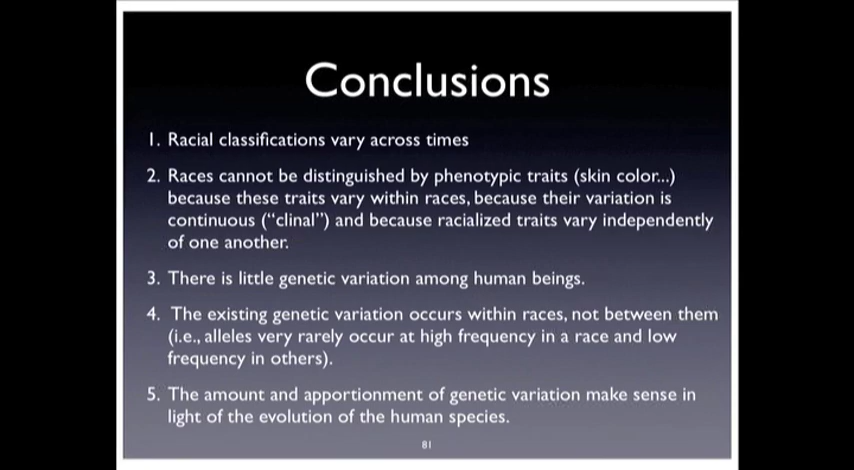 Conclusions
1. Racial classifications vary across times
2. Races cannot be distinguished by phenotypic traits (skin color...)
because these traits vary within races, because their variation is
continuous (“clinal”) and because racialized traits vary independently
of one another.
3. There is little genetic variation among human beings.
4. The existing genetic variation occurs within races, not between them
(i.e., alleles very rarely occur at high frequency in a race and low
frequency in others).
5. The amount and apportionment of genetic variation make sense in
light of the evolution of the human species.
81